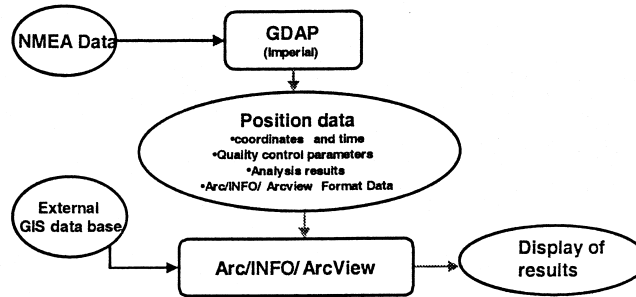 NMEA Data
GDAP
(Imperial)
Position data
•coordinates and time
•Quality control parameters
•Analysis results
•Arc/INFO/ Arcview Format Data
External
GIS data base
Arc/INFO/ ArcView
Display of
results